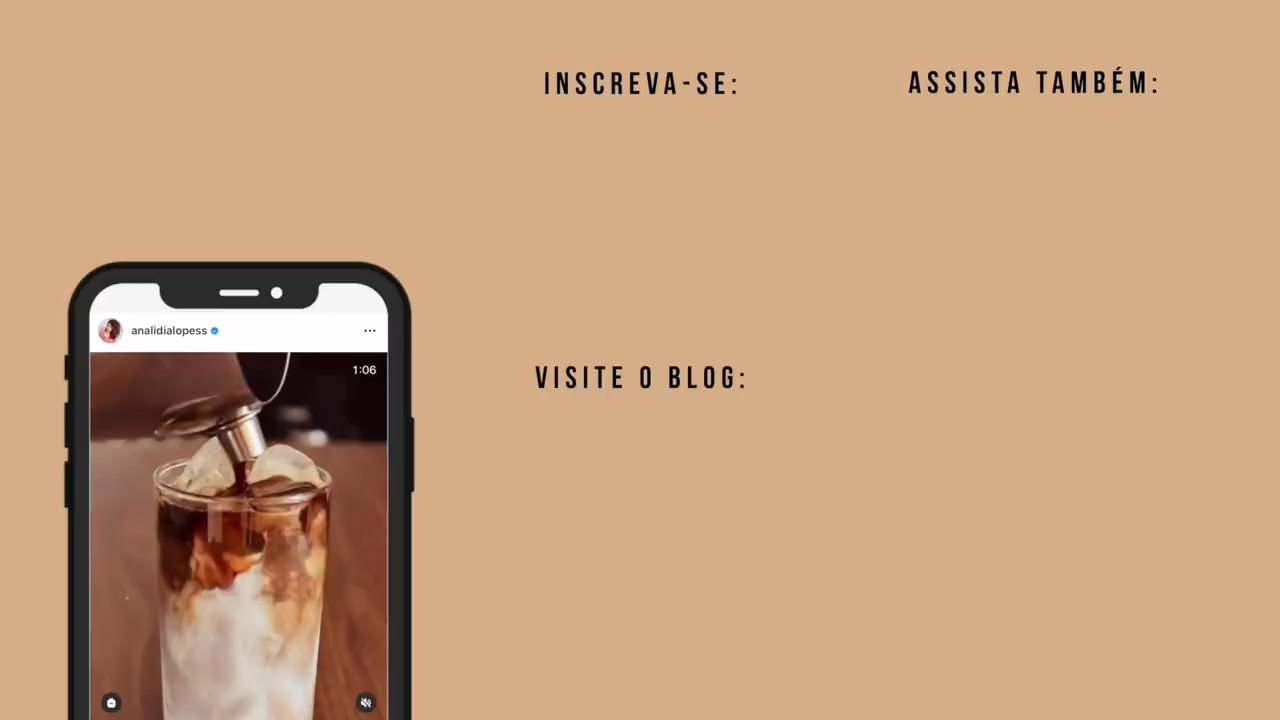 INSCREVA-SE:
ASSISTA TAMBÉM:
analidialopess
1:06
VISITE O BLOG: